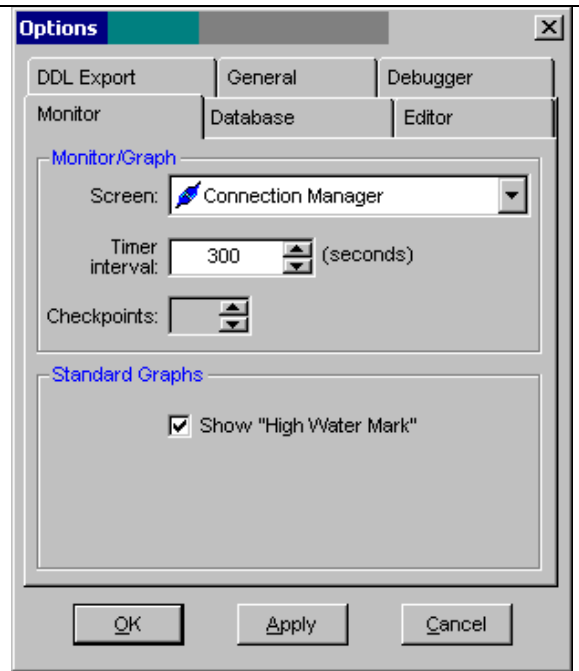 Options
DDL Export General Debugger
Monitor Database Editor
Monitor/Graph
Screen: Connection Manager
Timer
interval: 300 (seconds)
Checkpoints:
Standard Graphs
Show "High Water Mark"
OK Apply Cancel